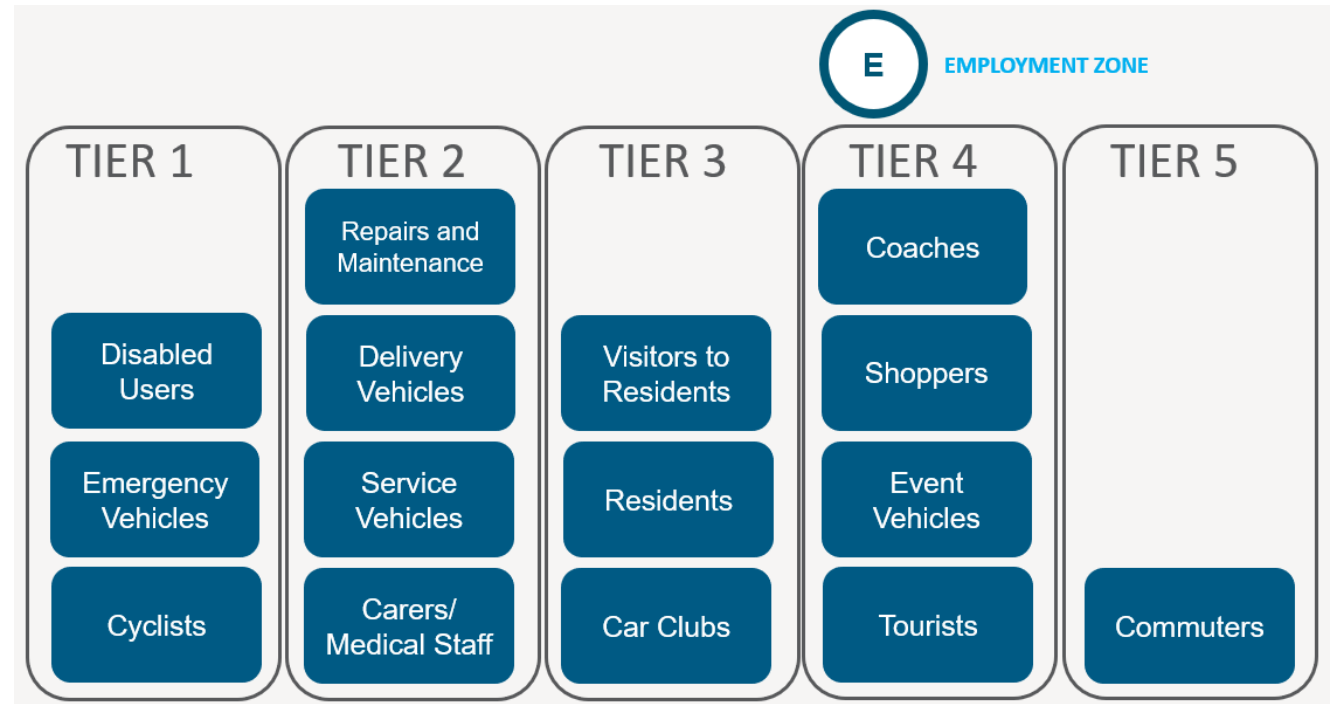 E
EMPLOYMENT ZONE
TIER 1
Disabled
Users
Emergency
Vehicles
Cyclists
TIER 2
Repairs and
Maintenance
Delivery
Vehicles
Service
Vehicles
Carers/
Medical Staff
TIER 3
Visitors to
Residents
Residents
Car Clubs
TIER 4
Coaches
Shoppers
Event
Vehicles
Tourists
TIER 5
Commuters